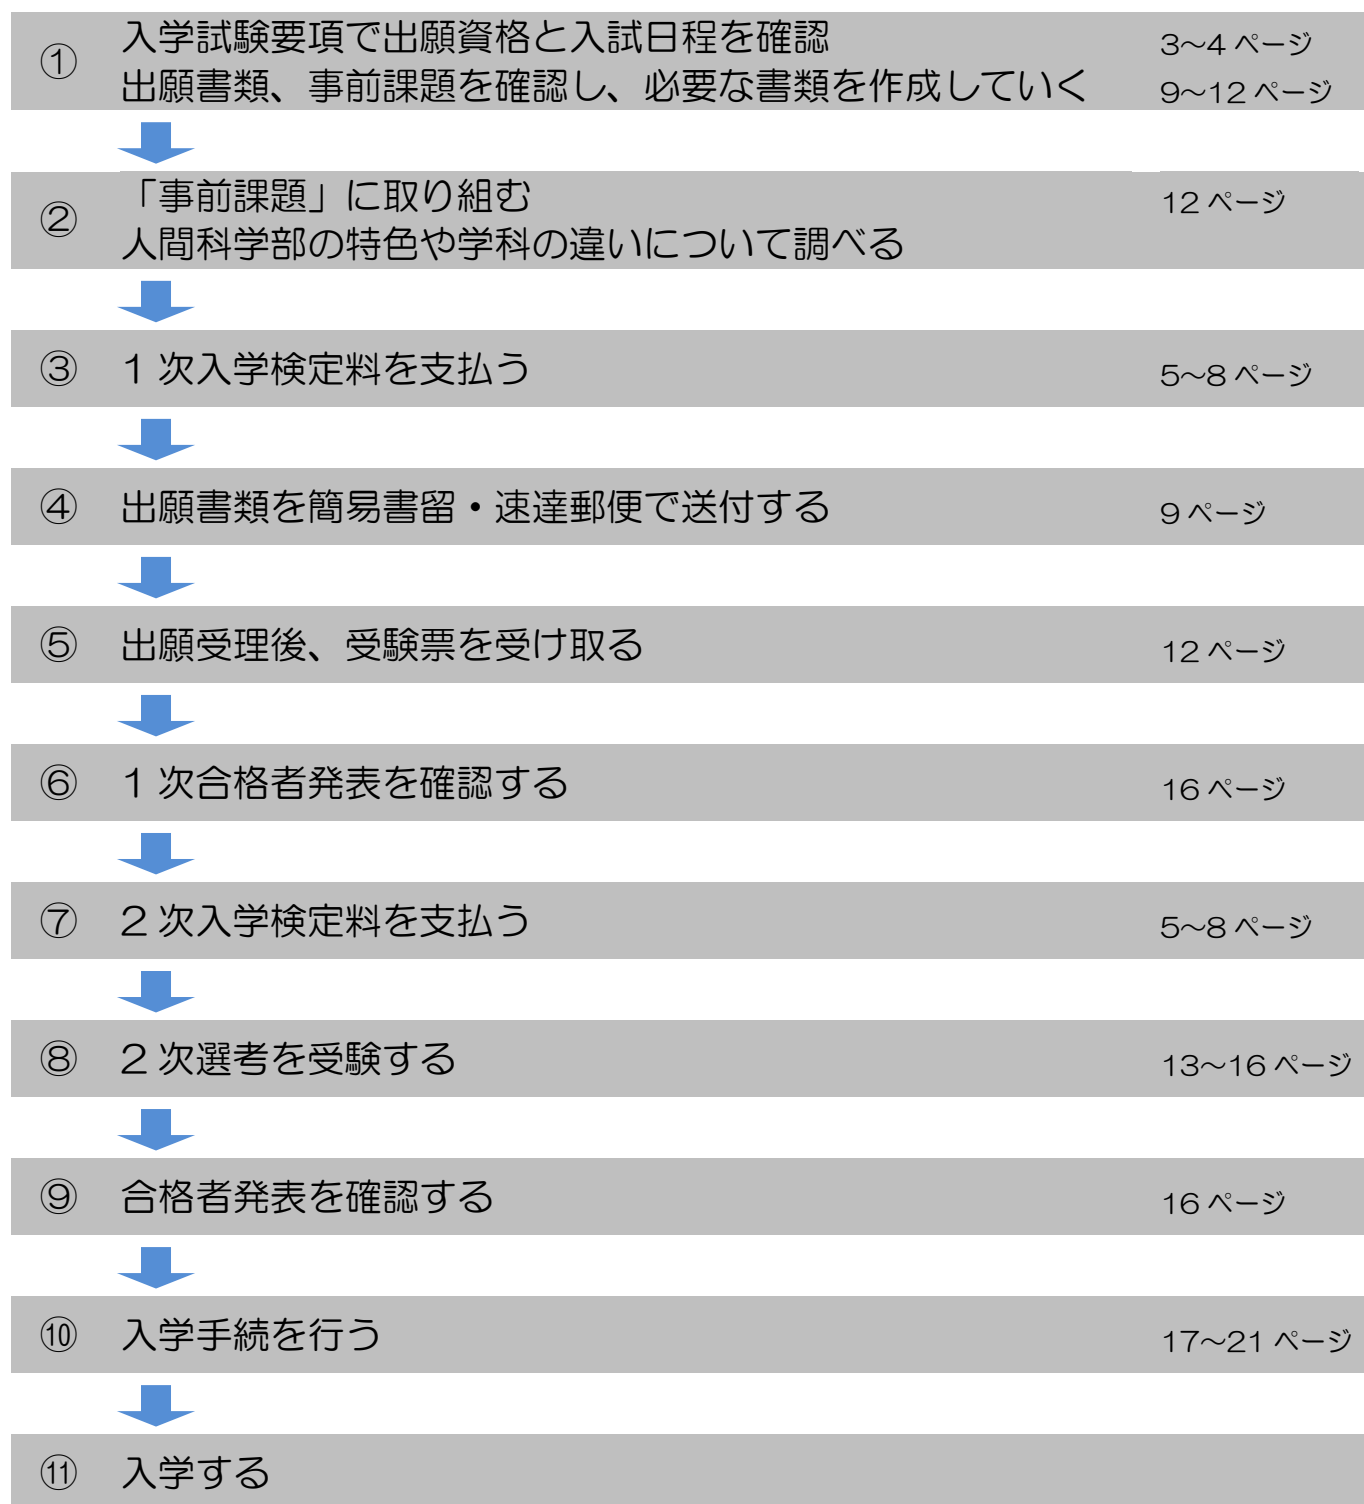 ① 入学試験要項で出願資格と入試日程を確認 3～4 ページ
出願書類、事前課題を確認し、必要な書類を作成していく 9～12 ページ
② 「事前課題」に取り組む 12 ページ
人間科学部の特色や学科の違いについて調べる
③ 1 次入学検定料を支払う 5～8 ページ
④ 出願書類を簡易書留・速達郵便で送付する 9 ページ
⑤ 出願受理後、受験票を受け取る 12 ページ
⑥ 1 次合格者発表を確認する 16 ページ
⑦ 2 次入学検定料を支払う 5～8 ページ
⑧ 2 次選考を受験する 13～16 ページ
⑨ 合格者発表を確認する 16 ページ
⑩ 入学手続を行う 17～21 ページ
⑪ 入学する